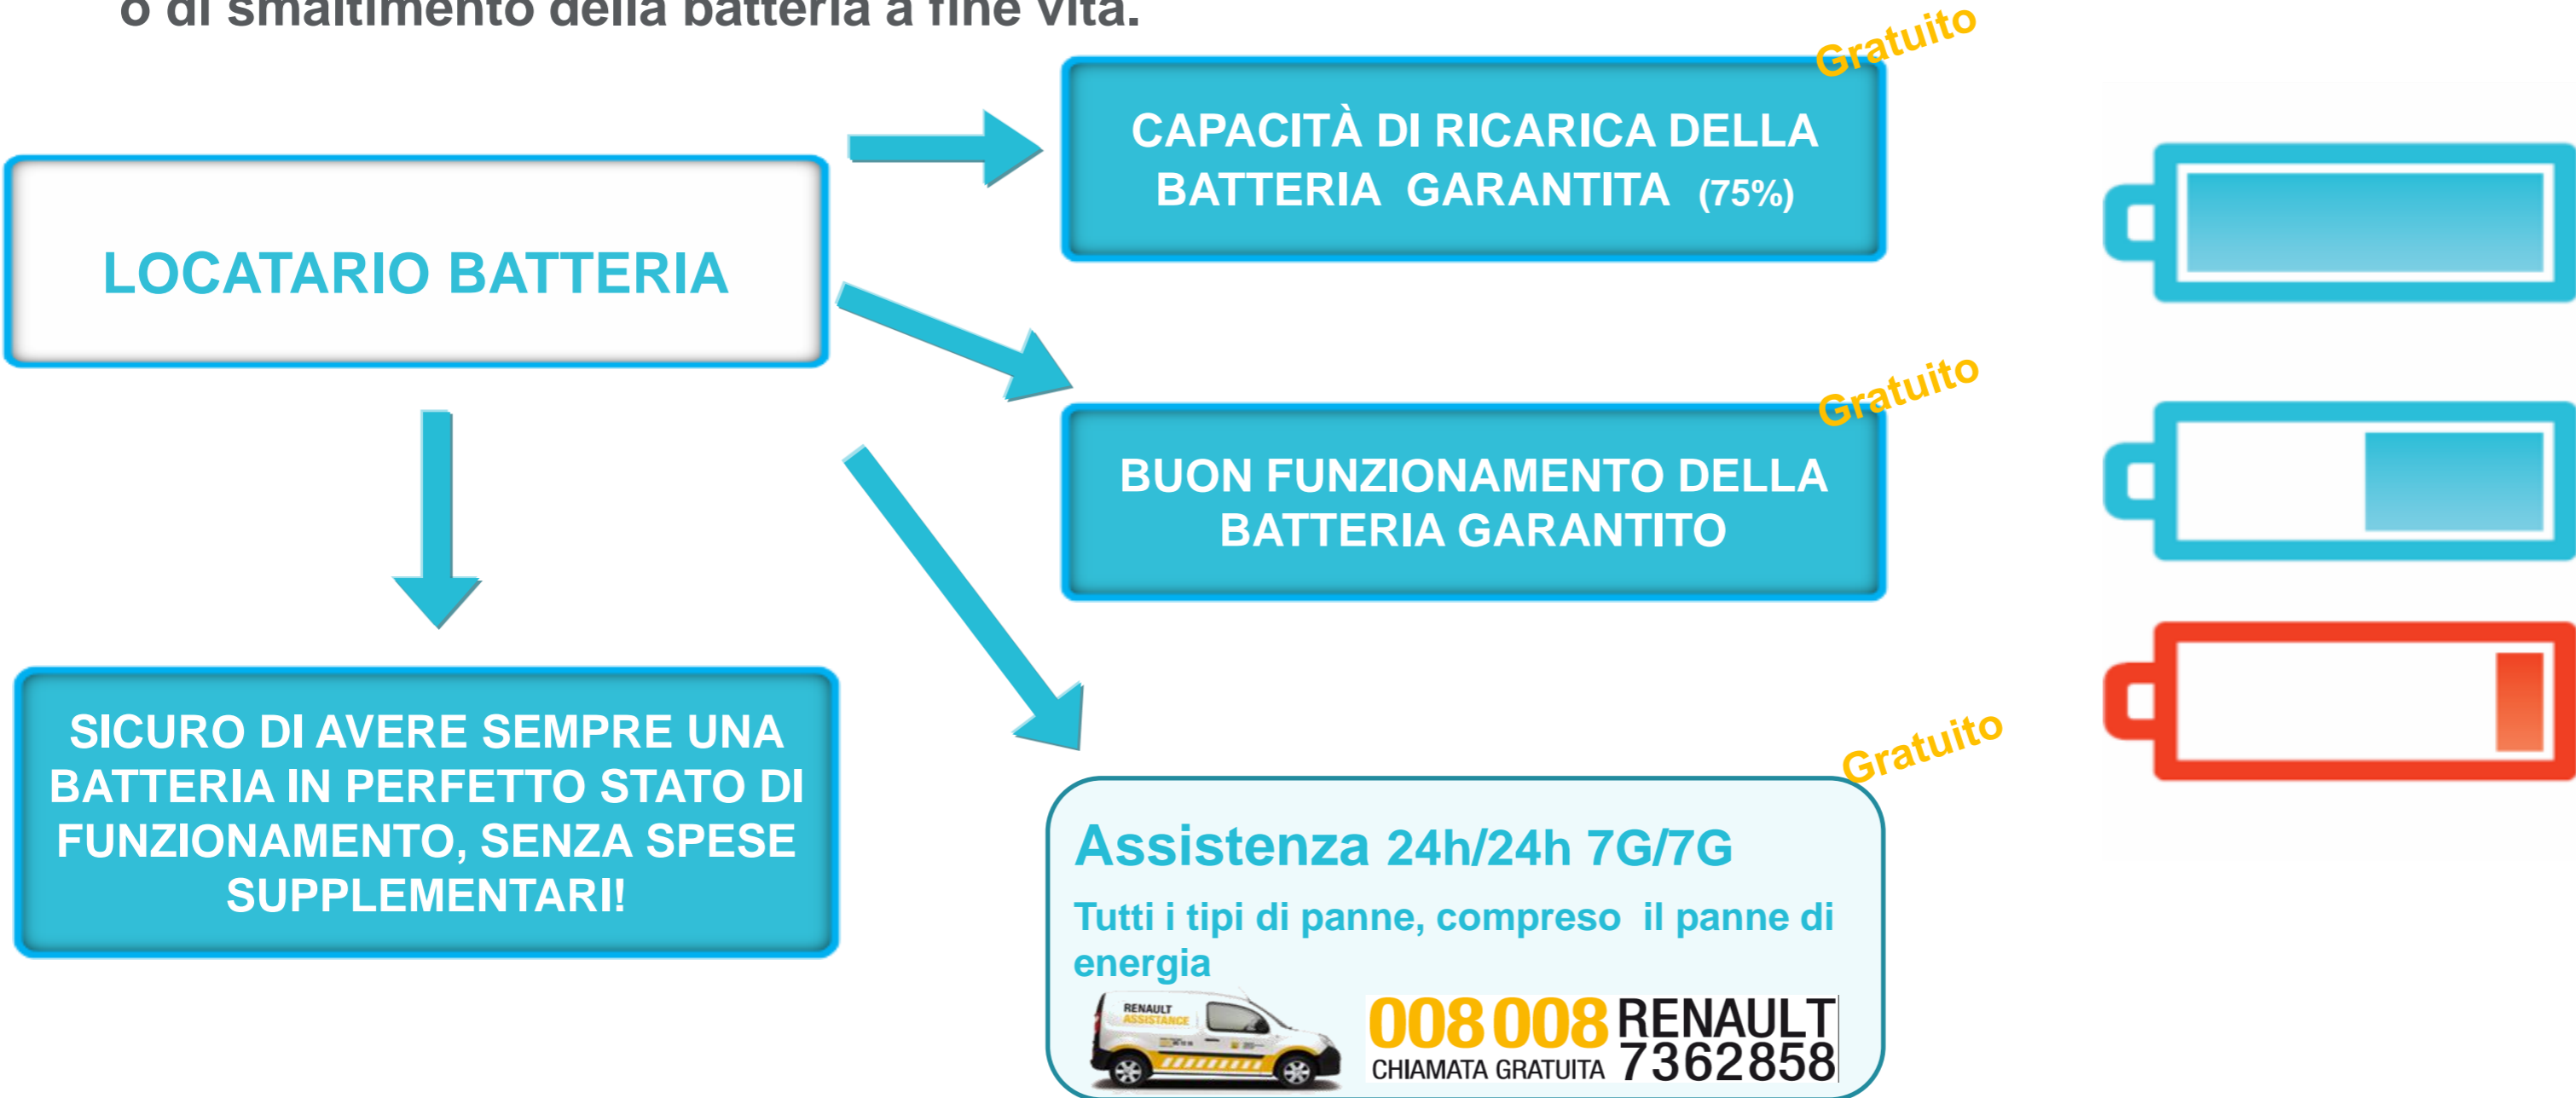 o di smaltimento della batteria a fine vita.
Gratuito
CAPACITÀ DI RICARICA DELLA
BATTERIA GARANTITA (75%)
LOCATARIO BATTERIA
Gratuito
BUON FUNZIONAMENTO DELLA
BATTERIA GARANTITO
SICURO DI AVERE SEMPRE UNA
BATTERIA IN PERFETTO STATO DI
FUNZIONAMENTO, SENZA SPESE
SUPPLEMENTARI!
Gratuito
Assistenza 24h/24h 7G/7G
Tutti i tipi di panne, compreso il panne di
energia
RENAULT
ASSISTANCE
008 008 RENAULT
CHIAMATA GRATUITA 7362858